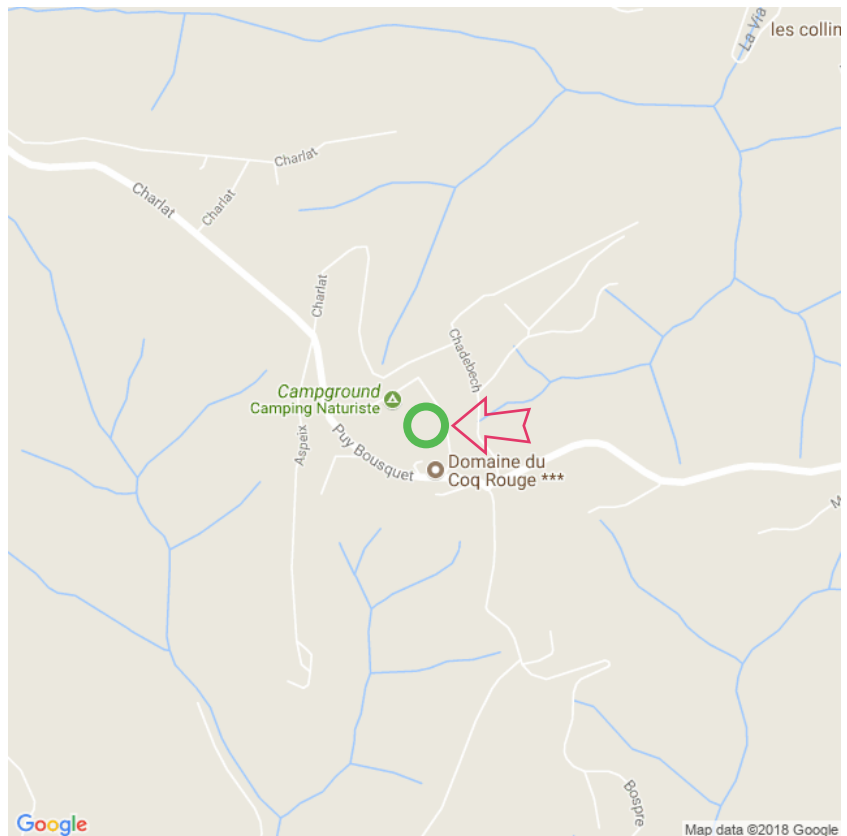 La Via
les collin
Charlat
Charlat
Charlat
Charlat
Chadebech
Campground
Camping Naturiste
Aspeix
Puy Bousquet
Domaine du
Coq Rouge ***
M
Bospre
Google
Map data ©2018 Google